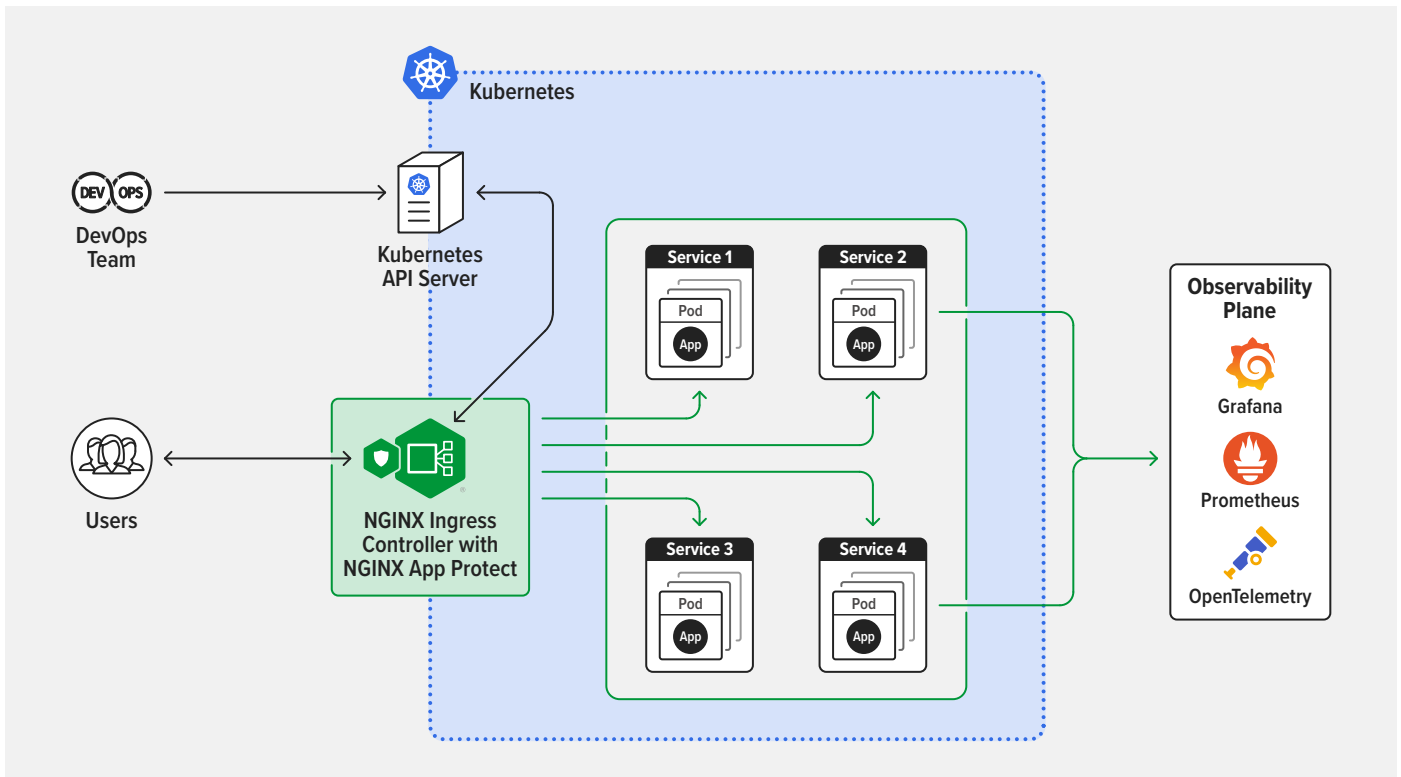 Kubernetes
DEV OPS
DevOps
Team
Kubernetes
API Server
Users
NGINX Ingress
Controller with
NGINX App Protect
®
Service 1
Pod
App
Service 2
Pod
App
Service 3
Pod
App
Service 4
Pod
App
Observability
Plane
Grafana
Prometheus
OpenTelemetry